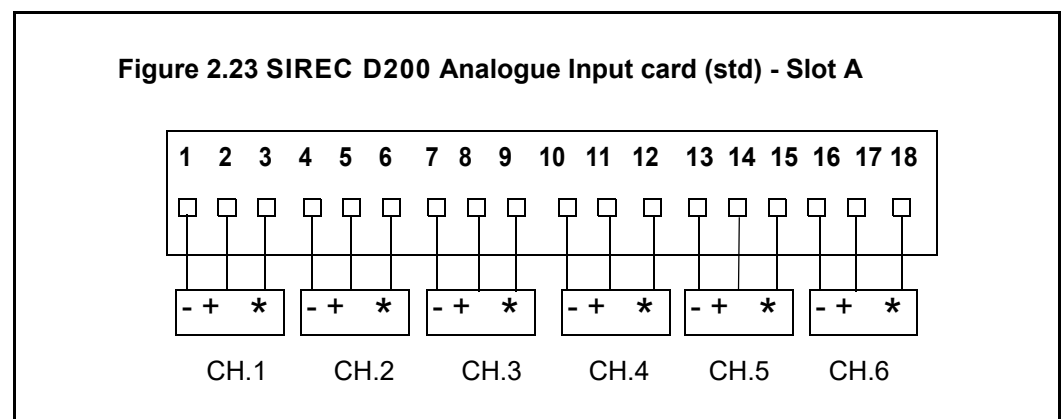 Figure 2.23 SIREC D200 Analogue Input card (std) - Slot A
1 2 3 4 5 6 7 8 9 10 11 12 13 14 15 16 17 18
- + * - + * - + * - + * - + * - + *
CH.1 CH.2 CH.3 CH.4 CH.5 CH.6